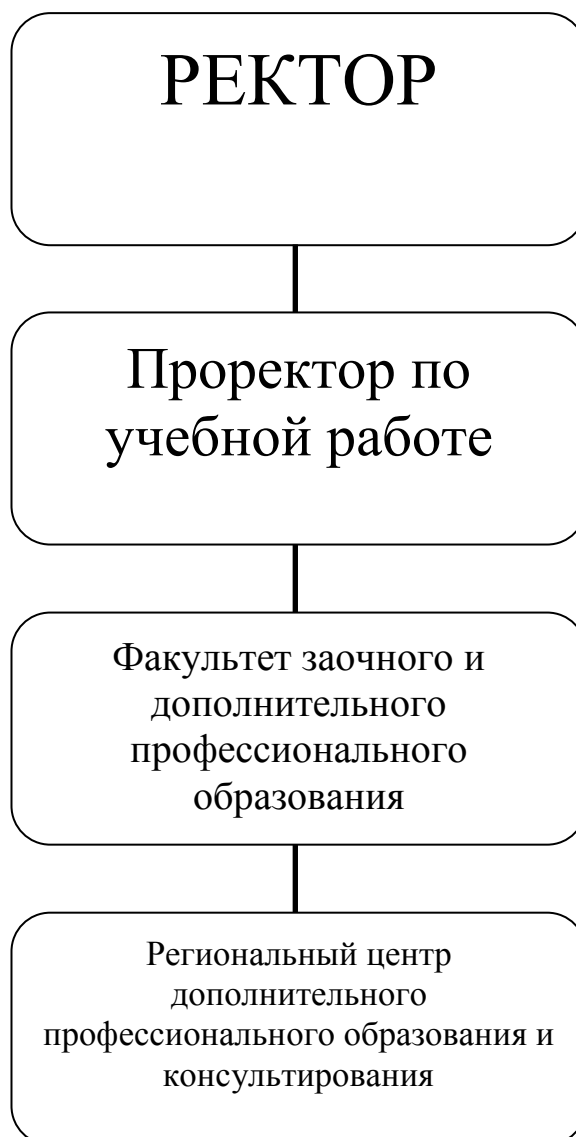 РЕКТОР
Проректор по
учебной работе
Факультет заочного и
дополнительного
профессионального
образования
Региональный центр
дополнительного
профессионального образования и
консультирования